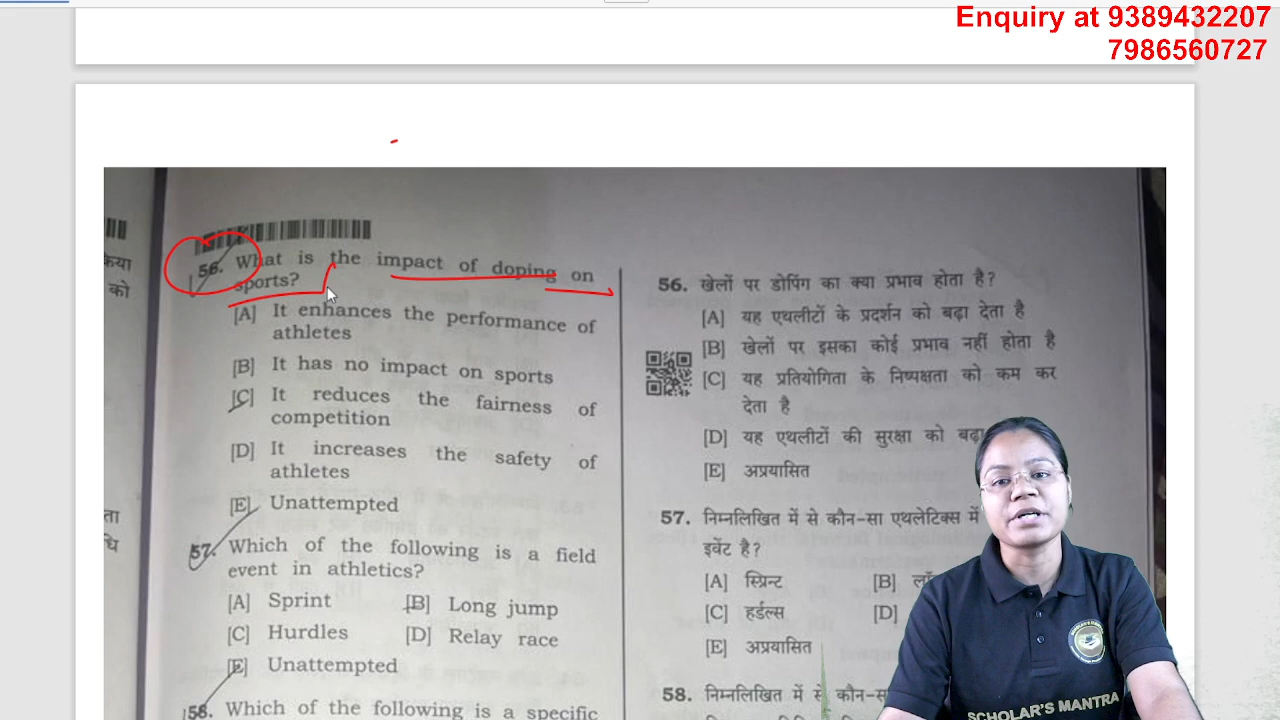 Enquiry at 9389432207
7986560727
किया
को
56. What is the impact of doping on
sports?
[A] It enhances the performance of
athletes
[B] It has no impact on sports
[C] It reduces the fairness of
competition
[D] It increases the safety of
athletes
[E] Unattempted
57. Which of the following is a field
event in athletics?
[A] Sprint [B] Long jump
[C] Hurdles [D] Relay race
[E] Unattempted
58. Which of the following is a specific
56. खेलों पर डोपिंग का क्या प्रभाव होता है?
[A] यह एथलीटों के प्रदर्शन को बढ़ा देता है
[B] खेलों पर इसका कोई प्रभाव नहीं होता है
[C] यह प्रतियोगिता के निष्पक्षता को कम कर
देता है
[D] यह एथलीटों की सुरक्षा को बढ़ा
[E] अप्रयासित
57. निम्नलिखित में से कौन-सा एथलेटिक्स में
इवेंट है?
[A] स्प्रिन्ट [B]
[C] हर्डल्स [D]
[E] अप्रयासित
58. निम्नलिखित में से कौन-सा
SCHOLAR'S MANTRA